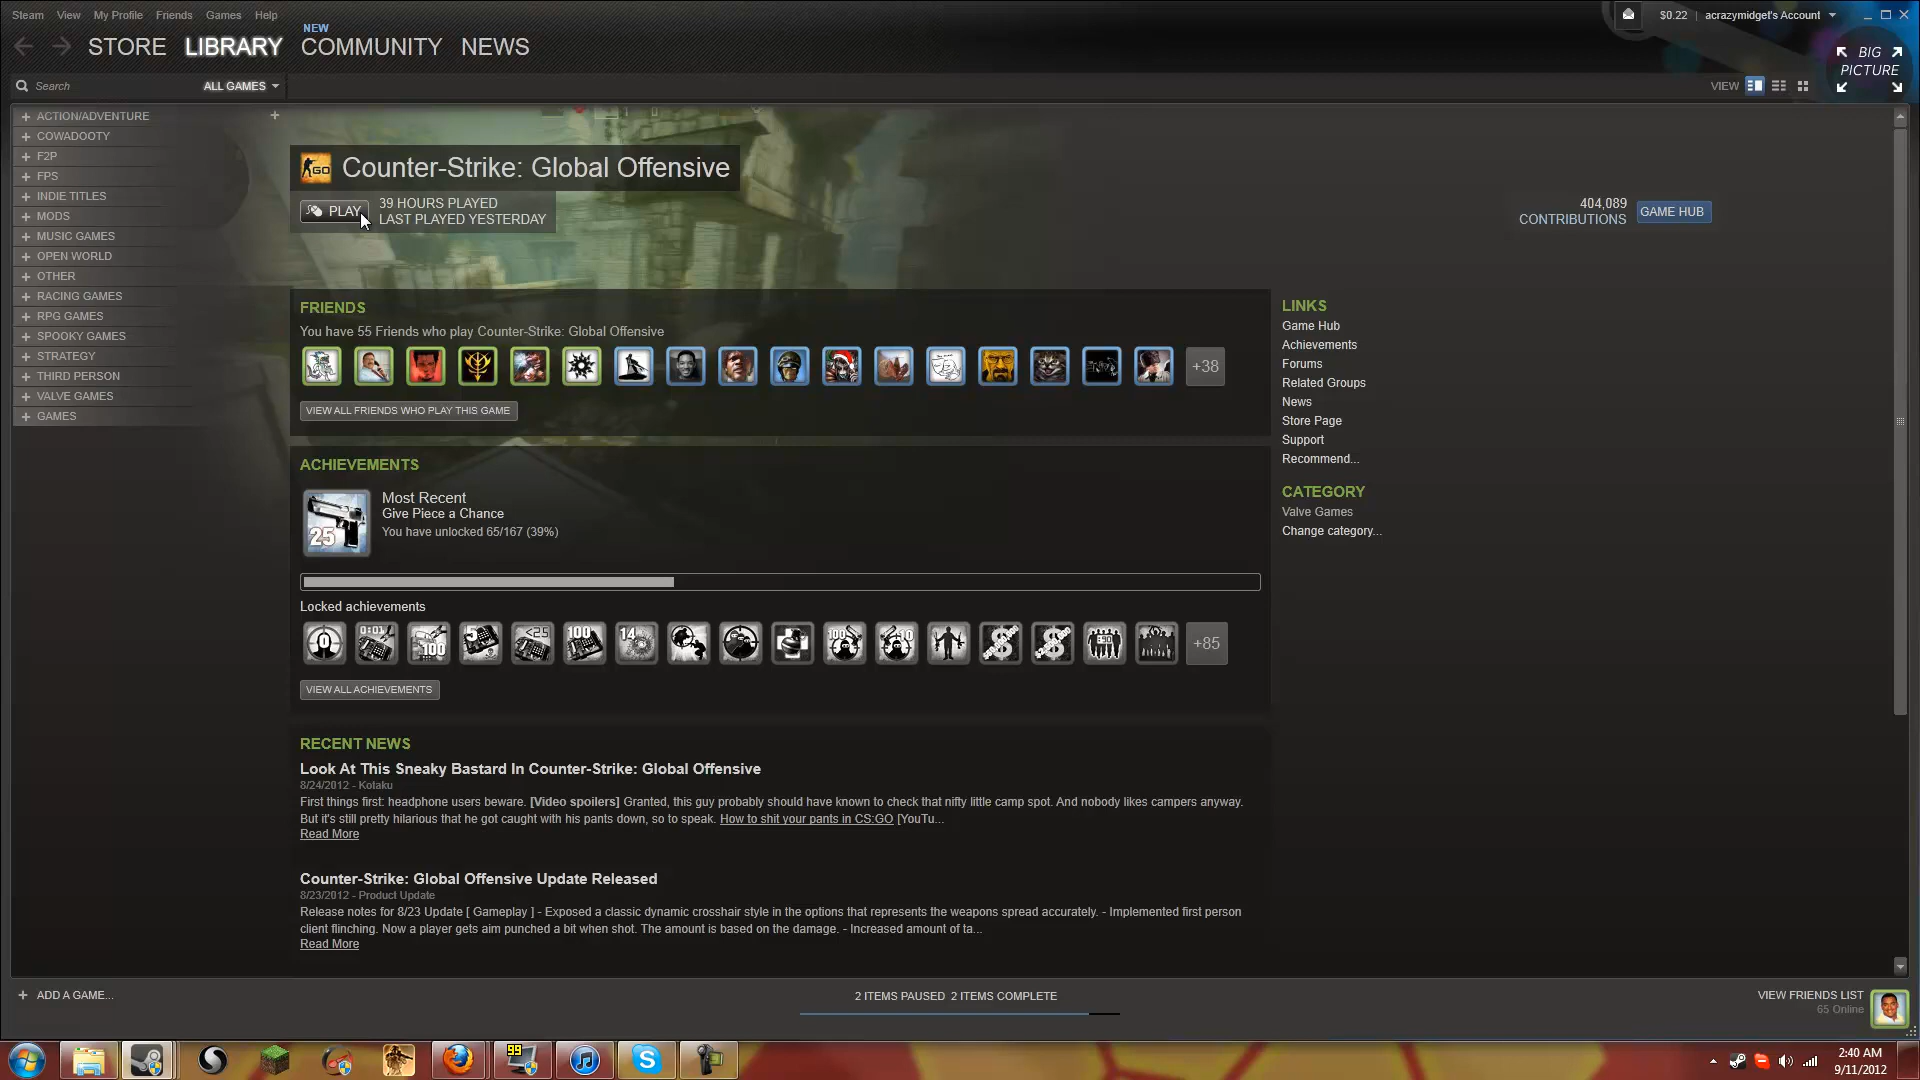 Steam View My Profile Friends Games Help
$0.22 | acrazymidget's Account
NEW
STORE LIBRARY COMMUNITY NEWS
BIG PICTURE
Search ALL GAMES
VIEW
ACTION/ADVENTURE
COWADOOTY
F2P
FPS
INDIE TITLES
MODS
MUSIC GAMES
OPEN WORLD
OTHER
RACING GAMES
RPG GAMES
SPOOKY GAMES
STRATEGY
THIRD PERSON
VALVE GAMES
GAMES
GO
Counter-Strike: Global Offensive
PLAY
39 HOURS PLAYED
LAST PLAYED YESTERDAY
404,089
CONTRIBUTIONS
GAME HUB
FRIENDS
You have 55 Friends who play Counter-Strike: Global Offensive
+38
VIEW ALL FRIENDS WHO PLAY THIS GAME
LINKS
Game Hub
Achievements
Forums
Related Groups
News
Store Page
Support
Recommend...
CATEGORY
Valve Games
Change category...
ACHIEVEMENTS
25
Most Recent
Give Piece a Chance
You have unlocked 65/167 (39%)
Locked achievements
0 0:01 100 5 <25 100 14 100 10
+85
VIEW ALL ACHIEVEMENTS
RECENT NEWS
Look At This Sneaky Bastard In Counter-Strike: Global Offensive
8/24/2012 - Kotaku
First things first: headphone users beware. [Video spoilers] Granted, this guy probably should have known to check that nifty little camp spot. And nobody likes campers anyway.
But it's still pretty hilarious that he got caught with his pants down, so to speak. How to shit your pants in CS:GO [YouTu...
Read More
Counter-Strike: Global Offensive Update Released
8/23/2012 - Product Update
Release notes for 8/23 Update [ Gameplay ] - Exposed a classic dynamic crosshair style in the options that represents the weapons spread accurately. - Implemented first person
client flinching. Now a player gets aim punched a bit when shot. The amount is based on the damage. - Increased amount of ta...
Read More
ADD A GAME...
2 ITEMS PAUSED 2 ITEMS COMPLETE
VIEW FRIENDS LIST
65 Online
99
2:40 AM
9/11/2012